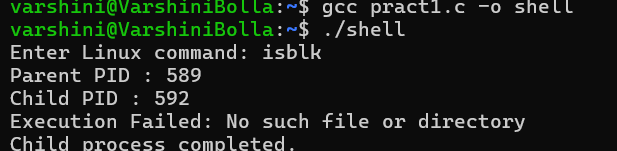 varshini@VarshiniBolla:~$ gcc pract1.c -o shell
varshini@VarshiniBolla:~$ ./shell
Enter Linux command: isblk
Parent PID : 589
Child PID : 592
Execution Failed: No such file or directory
Child process completed.